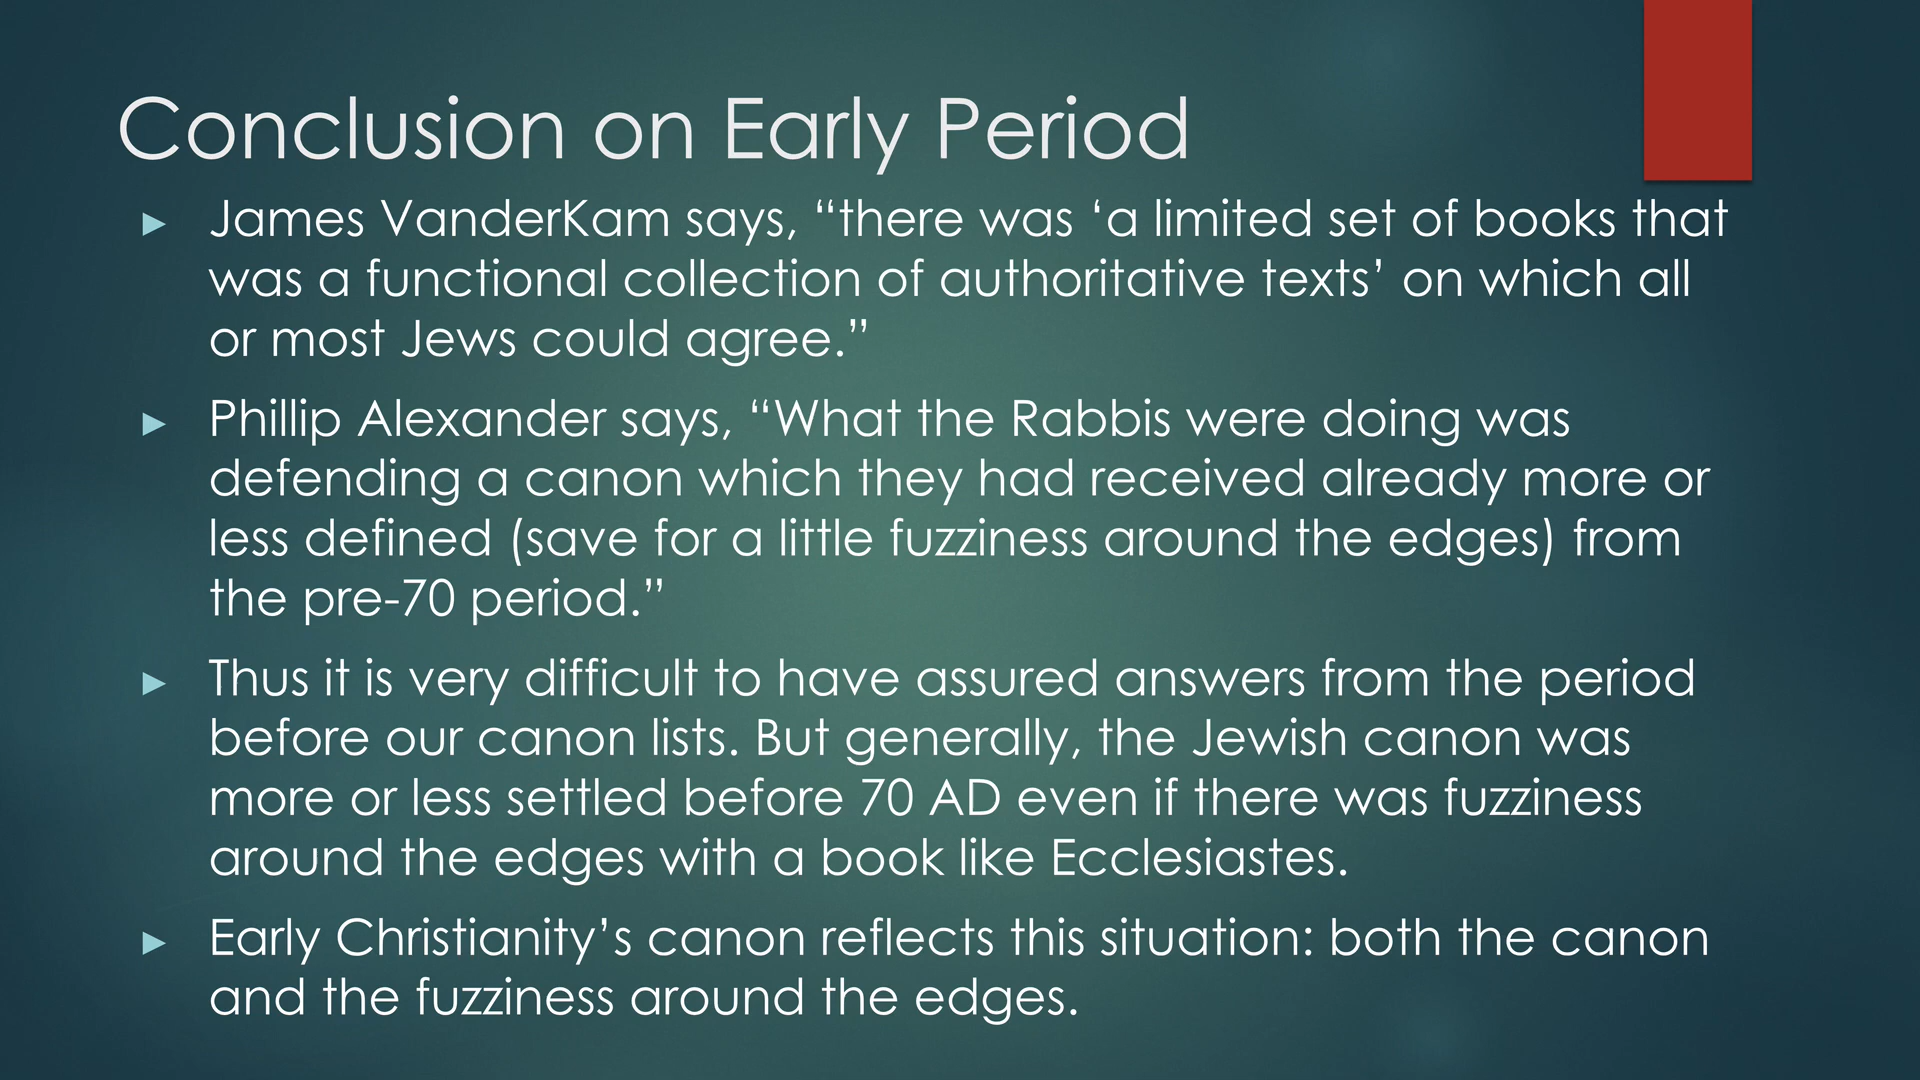 Conclusion on Early Period
► James VanderKam says, “there was ‘a limited set of books that
was a functional collection of authoritative texts’ on which all
or most Jews could agree.”
► Phillip Alexander says, “What the Rabbis were doing was
defending a canon which they had received already more or
less defined (save for a little fuzziness around the edges) from
the pre-70 period.”
► Thus it is very difficult to have assured answers from the period
before our canon lists. But generally, the Jewish canon was
more or less settled before 70 AD even if there was fuzziness
around the edges with a book like Ecclesiastes.
► Early Christianity’s canon reflects this situation: both the canon
and the fuzziness around the edges.